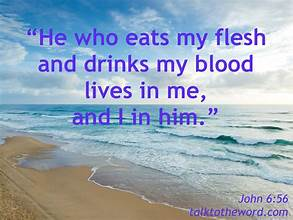 “He who eats my flesh
and drinks my blood
lives in me,
and I in him.”
John 6:56
talktotheword.com